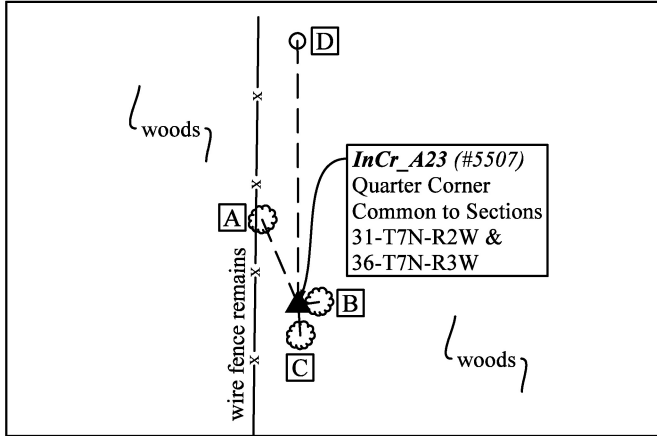 D
woods
InCr_A23 (#5507)
Quarter Corner
Common to Sections
31-T7N-R2W &
36-T7N-R3W
A
wire fence remains
x
x
x
x
B
C
woods